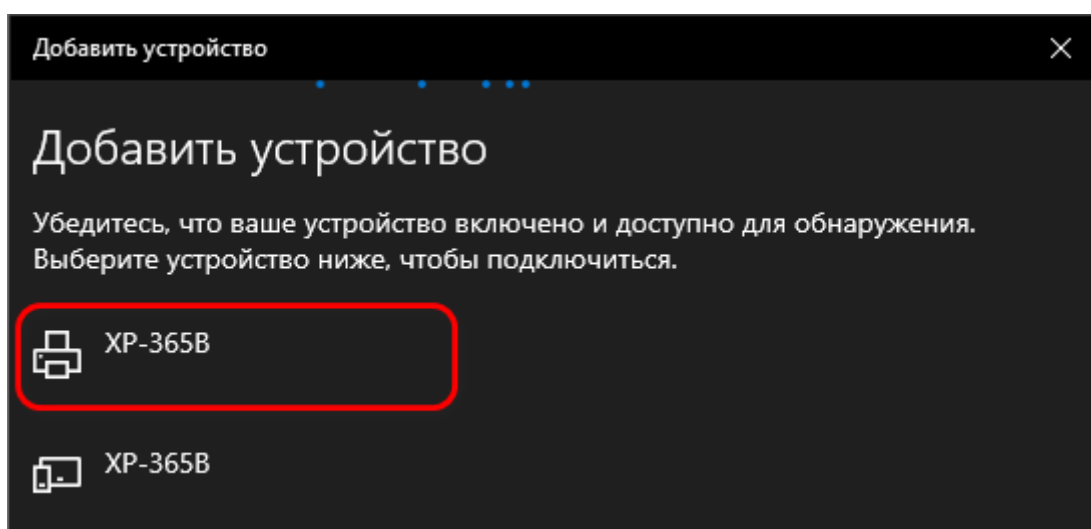 Добавить устройство
Добавить устройство
Убедитесь, что ваше устройство включено и доступно для обнаружения.
Выберите устройство ниже, чтобы подключиться.
XP-365B
XP-365B